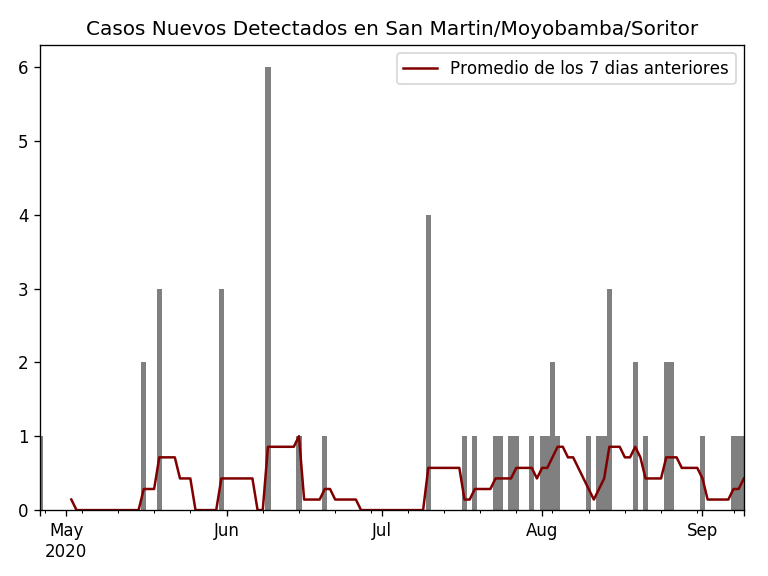 Casos Nuevos Detectados en San Martin/Moyobamba/Soritor
Promedio de los 7 dias anteriores
6
5
4
3
2
1
0
May Jun Jul Aug Sep
2020